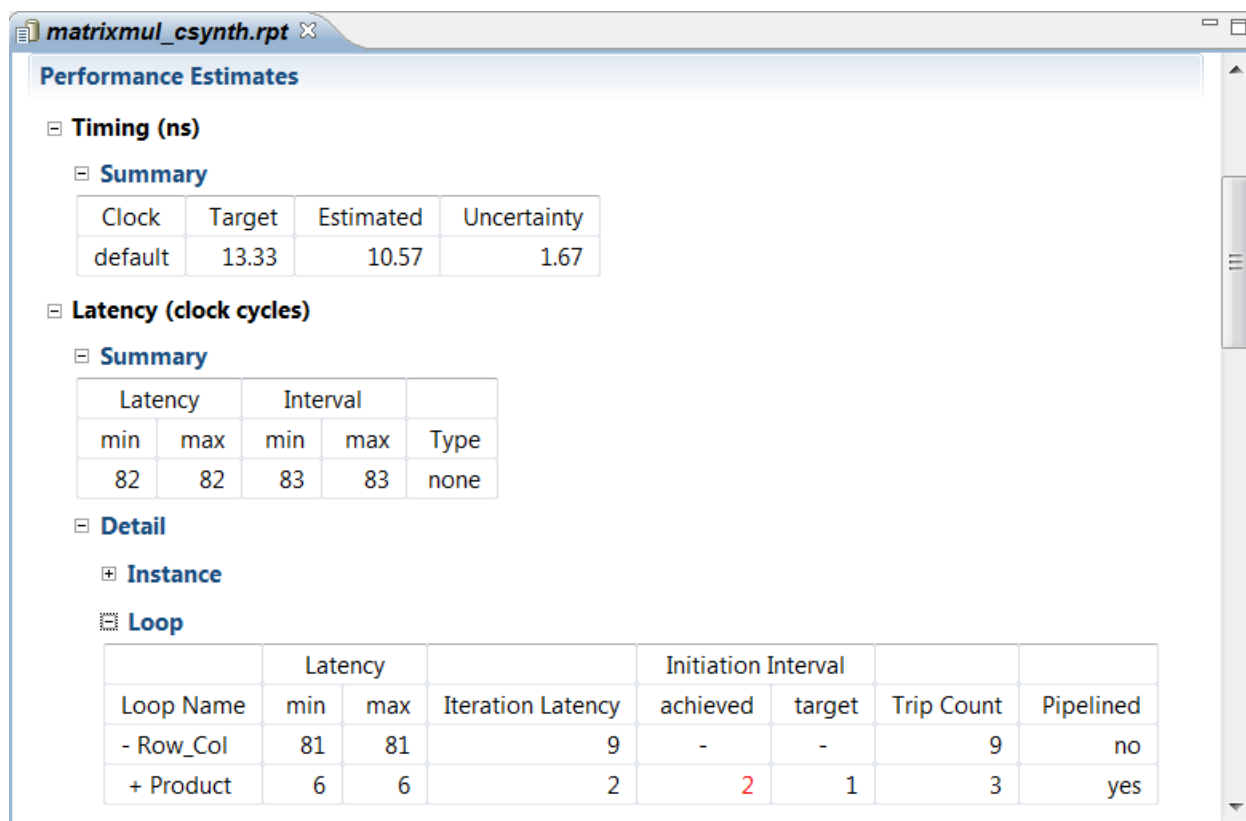 matrixmul_csynth.rpt
Performance Estimates
Timing (ns)
Summary
Clock Target Estimated Uncertainty
default 13.33 10.57 1.67
Latency (clock cycles)
Summary
Latency Interval
min max min max Type
82 82 83 83 none
Detail
Instance
Loop
Latency Initiation Interval
Loop Name min max Iteration Latency achieved target Trip Count Pipelined
- Row_Col 81 81 9 - - 9 no
+ Product 6 6 2 2 1 3 yes